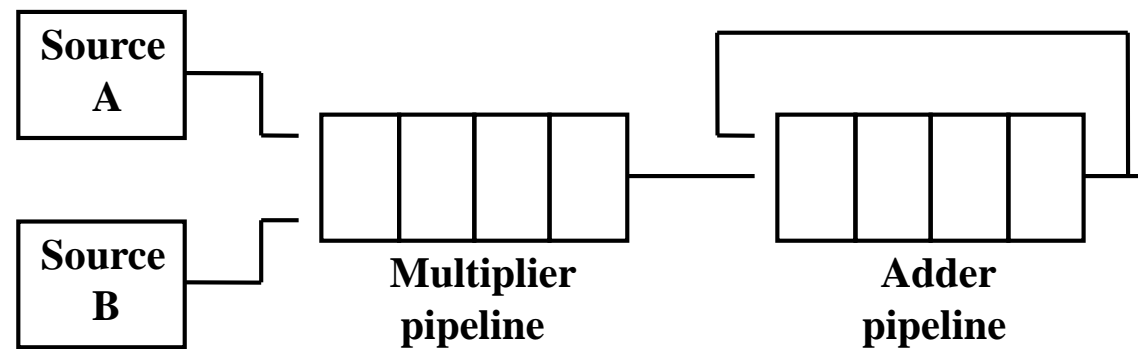 Source
A
Source
B
Multiplier
pipeline
Adder
pipeline